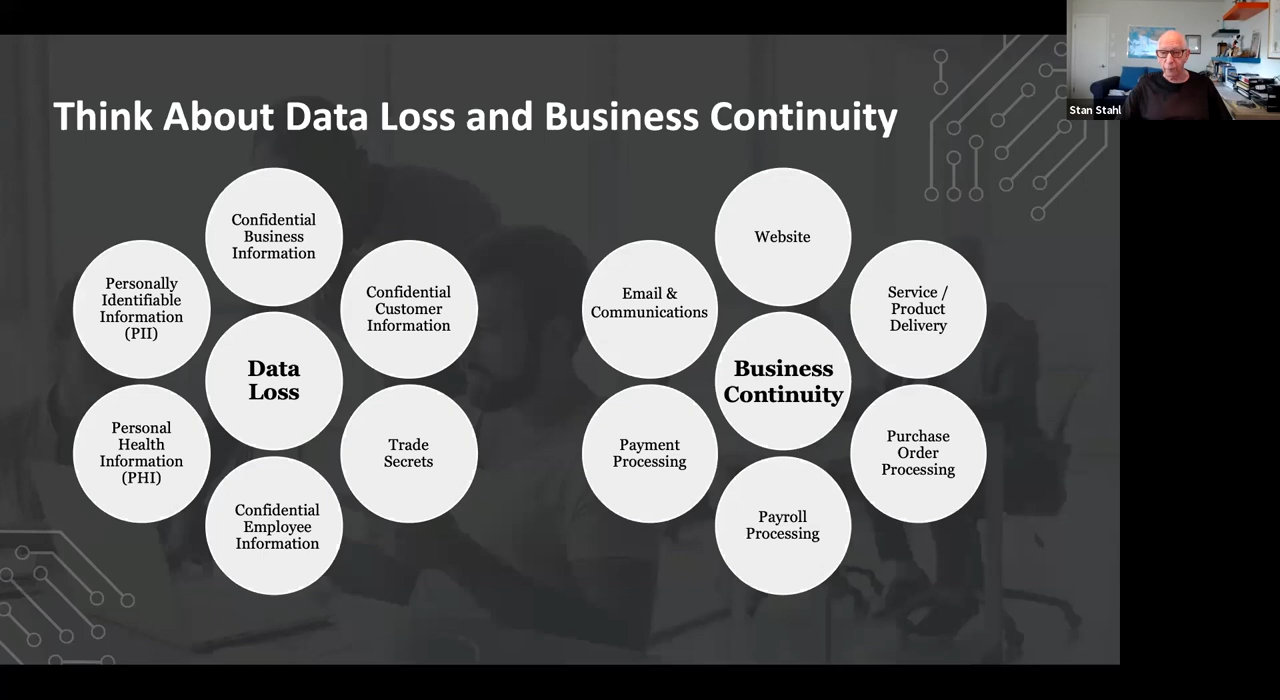 Think About Data Loss and Business Continuity
Stan Stahl
Confidential
Business
Information
Personally
Identifiable
Information
(PII)
Confidential
Customer
Information
Data
Loss
Personal
Health
Information
(PHI)
Trade
Secrets
Confidential
Employee
Information
Website
Email &
Communications
Service /
Product
Delivery
Business
Continuity
Payment
Processing
Purchase
Order
Processing
Payroll
Processing